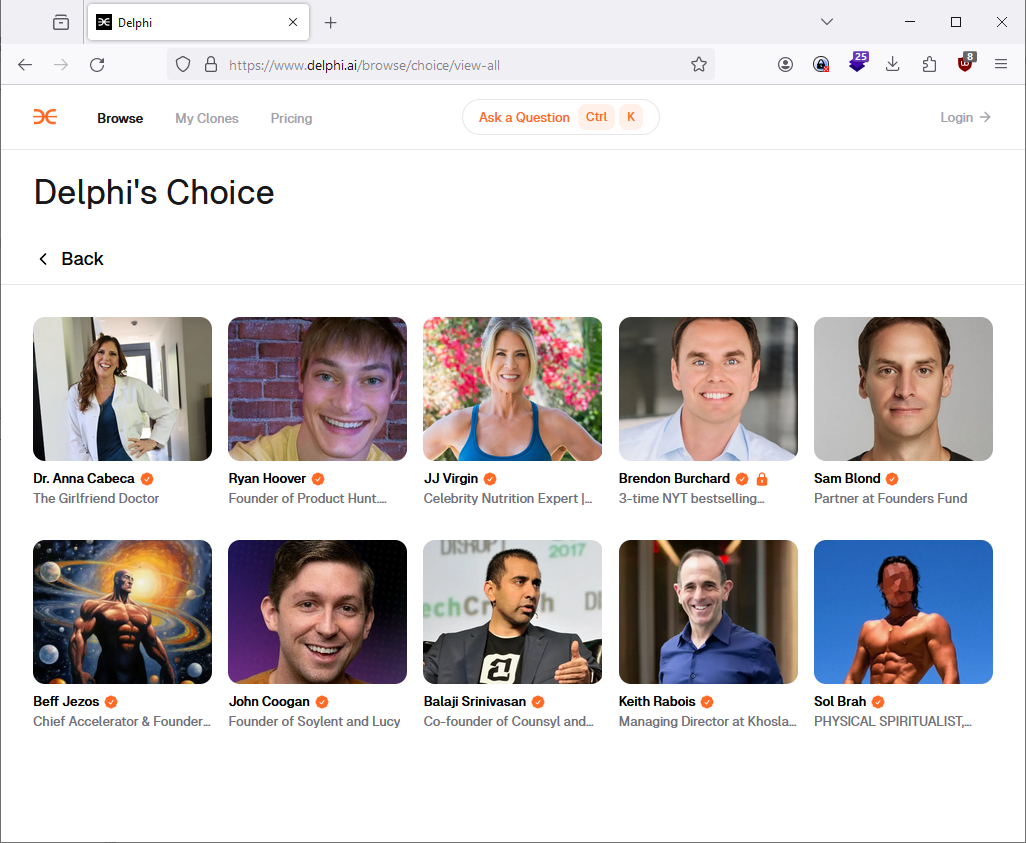 Delphi
25
8
https://www.delphi.ai/browse/choice/view-all
Browse My Clones Pricing Ask a Question Ctrl K Login
Delphi's Choice
Back
Dr. Anna Cabeca
The Girlfriend Doctor
Ryan Hoover
Founder of Product Hunt....
JJ Virgin
Celebrity Nutrition Expert |...
Brendon Burchard
3-time NYT bestselling...
Sam Blond
Partner at Founders Fund
DISRUPT 2017
echCr h
DI
a
Beff Jezos
Chief Accelerator & Founder...
John Coogan
Founder of Soylent and Lucy
Balaji Srinivasan
Co-founder of Counsyl and...
Keith Rabois
Managing Director at Khosla...
Sol Brah
PHYSICAL SPIRITUALIST,...